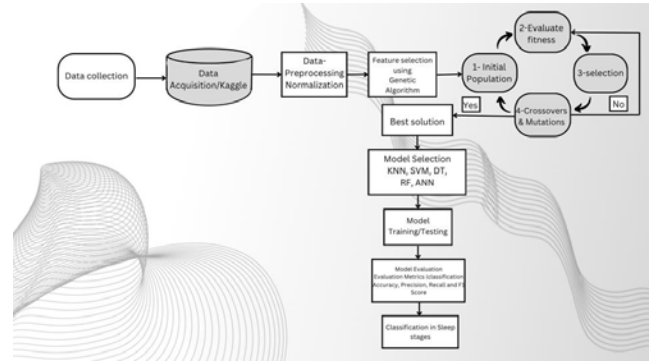 Data collection
Data
Acquisition/Kaggle
Data-
Preprocessing
Normalization
Feature selection
using
Genetic
Algorithm
1- Initial
Population
2-Evaluate
fitness
3-selection
4-Crossovers
& Mutations
Yes
No
Best solution
Model Selection
KNN, SVM, DT,
RF, ANN
Model
Training/Testing
Model Evaluation
Evaluation Metrics (classification
Accuracy, Precision, Recall and F1
Score
Classification in Sleep
stages